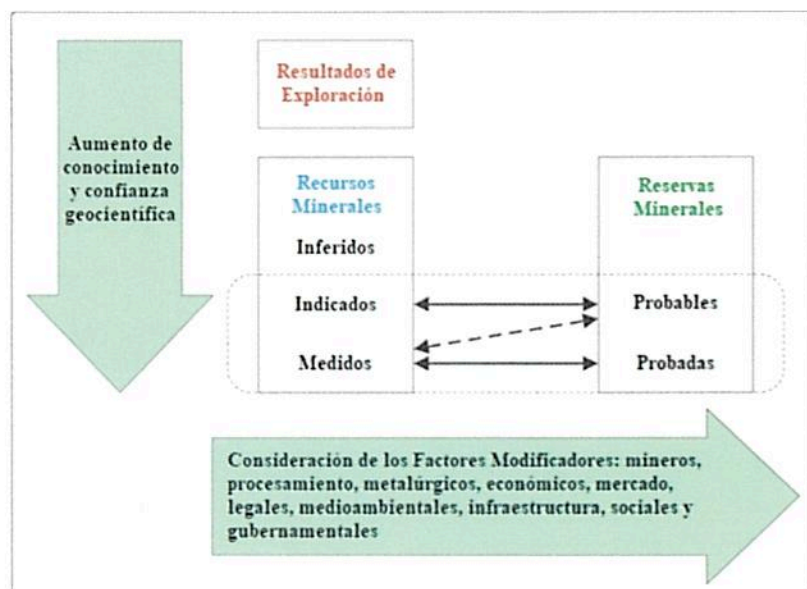 Resultados de
Exploración
Aumento de
conocimiento
y confianza
geocientífica
Recursos
Minerales
Inferidos
Indicados
Medidos
Reservas
Minerales
Probables
Probadas
Consideración de los Factores Modificadores: mineros,
procesamiento, metalúrgicos, económicos, mercado,
legales, medioambientales, infraestructura, sociales y
gubernamentales